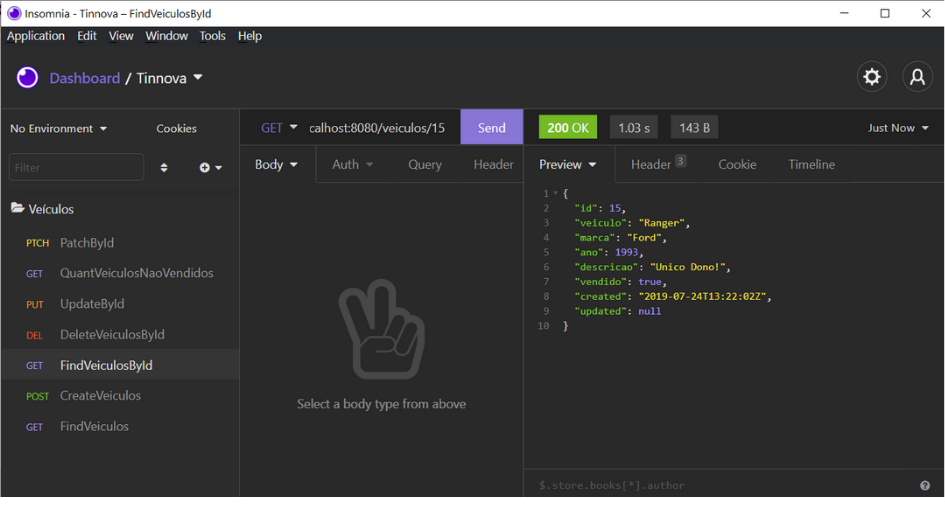 Insomnia - Tinnova – FindVeiculosById
Application Edit View Window Tools Help
Dashboard / Tinnova
No Environment Cookies
Filter
Veículos
PTCH PatchById
GET QuantVeiculosNaoVendidos
PUT UpdateById
DEL DeleteVeiculosById
GET FindVeiculosById
POST CreateVeiculos
GET FindVeiculos
GET calhost:8080/veiculos/15 Send
Body Auth Query Header
Select a body type from above
200 OK 1.03 s 143 B Just Now
Preview Header 3 Cookie Timeline
1 {
2 "id": 15,
3 "veiculo": "Ranger",
4 "marca": "Ford",
5 "ano": 1993,
6 "descricao": "Unico Dono!",
7 "vendido": true,
8 "created": "2019-07-24T13:22:02Z",
9 "updated": null
10 }
$.store.books[*].author